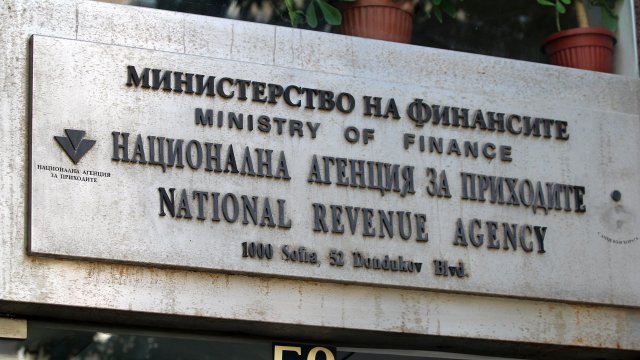 МИНИСТЕРСТВО НА ФИНАНСИТЕ
MINISTRY OF FINANCE
НАЦИОНАЛНА АГЕНЦИЯ ЗА ПРИХОДИТЕ
NATIONAL REVENUE AGENCY
1000 Sofia, 52 Dondukov Blvd.
НАЦИОНАЛНА АГЕНЦИЯ
ЗА ПРИХОДИТЕ